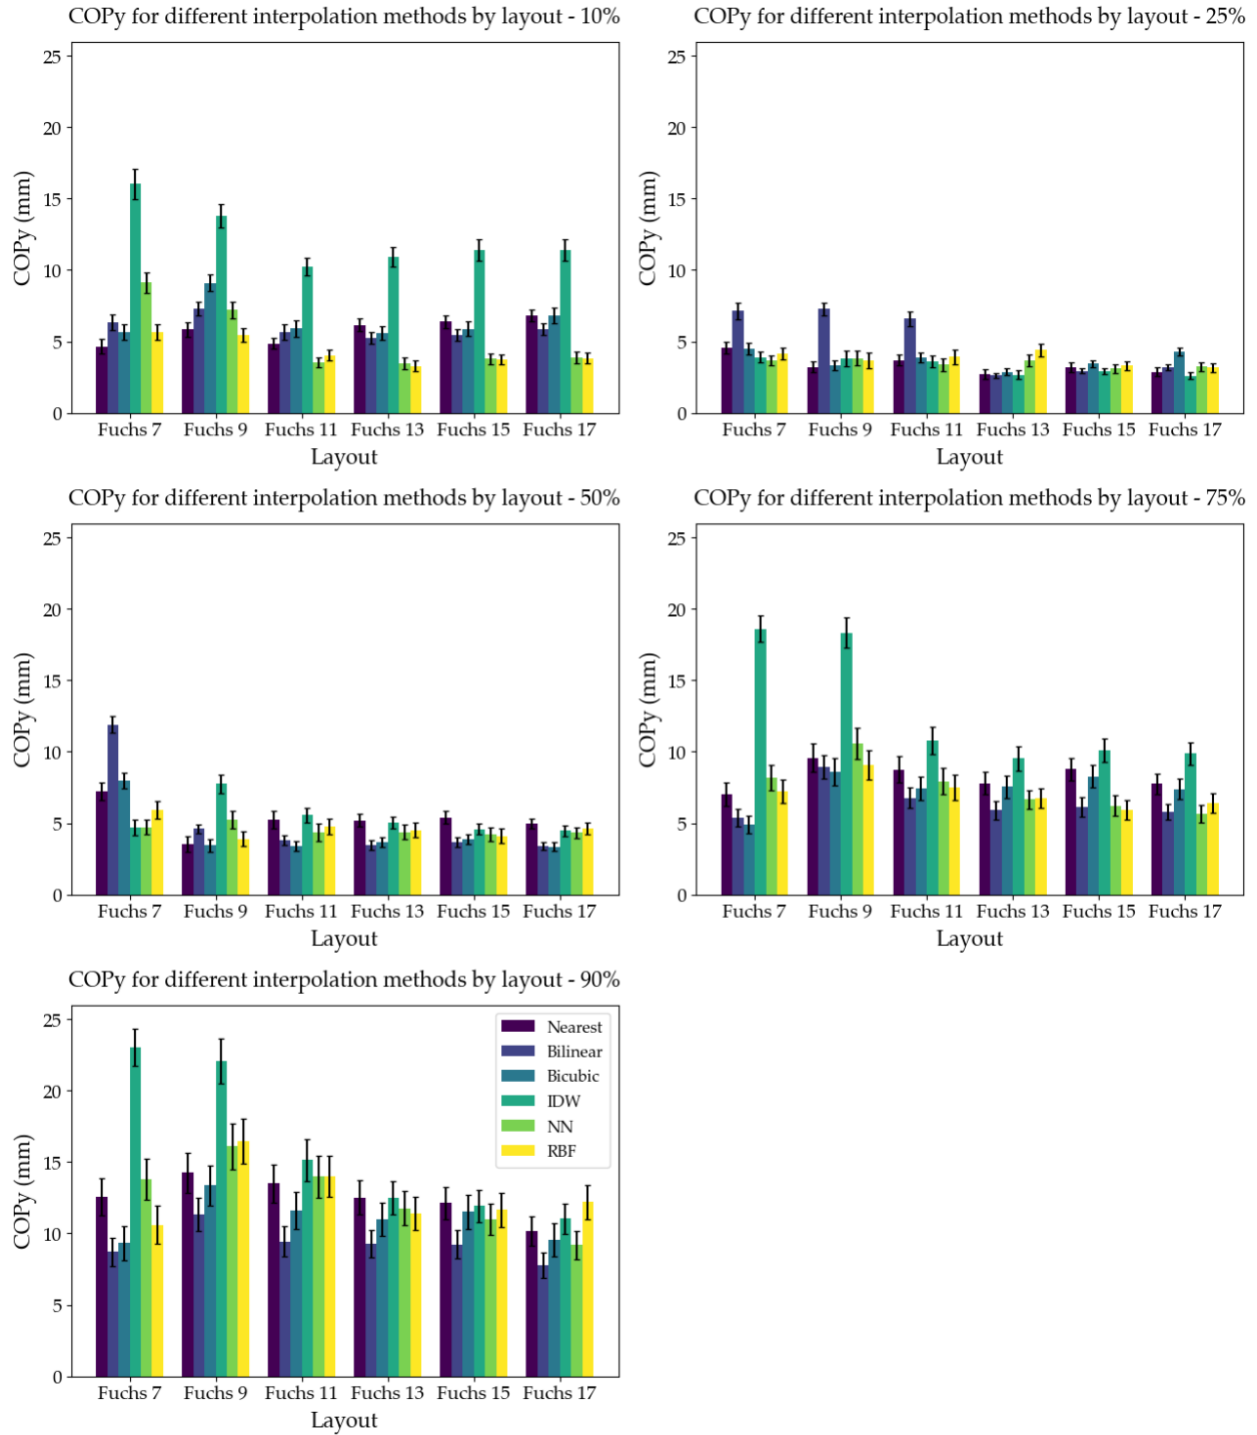 COPy for different interpolation methods by layout - 10%
25
20
15
10
5
0
COPy (mm)
Fuchs 7 Fuchs 9 Fuchs 11 Fuchs 13 Fuchs 15 Fuchs 17
Layout
COPy for different interpolation methods by layout - 25%
25
20
15
10
5
0
COPy (mm)
Fuchs 7 Fuchs 9 Fuchs 11 Fuchs 13 Fuchs 15 Fuchs 17
Layout
COPy for different interpolation methods by layout - 50%
25
20
15
10
5
0
COPy (mm)
Fuchs 7 Fuchs 9 Fuchs 11 Fuchs 13 Fuchs 15 Fuchs 17
Layout
COPy for different interpolation methods by layout - 75%
25
20
15
10
5
0
COPy (mm)
Fuchs 7 Fuchs 9 Fuchs 11 Fuchs 13 Fuchs 15 Fuchs 17
Layout
COPy for different interpolation methods by layout - 90%
25
20
15
10
5
0
COPy (mm)
Nearest
Bilinear
Bicubic
IDW
NN
RBF
Fuchs 7 Fuchs 9 Fuchs 11 Fuchs 13 Fuchs 15 Fuchs 17
Layout